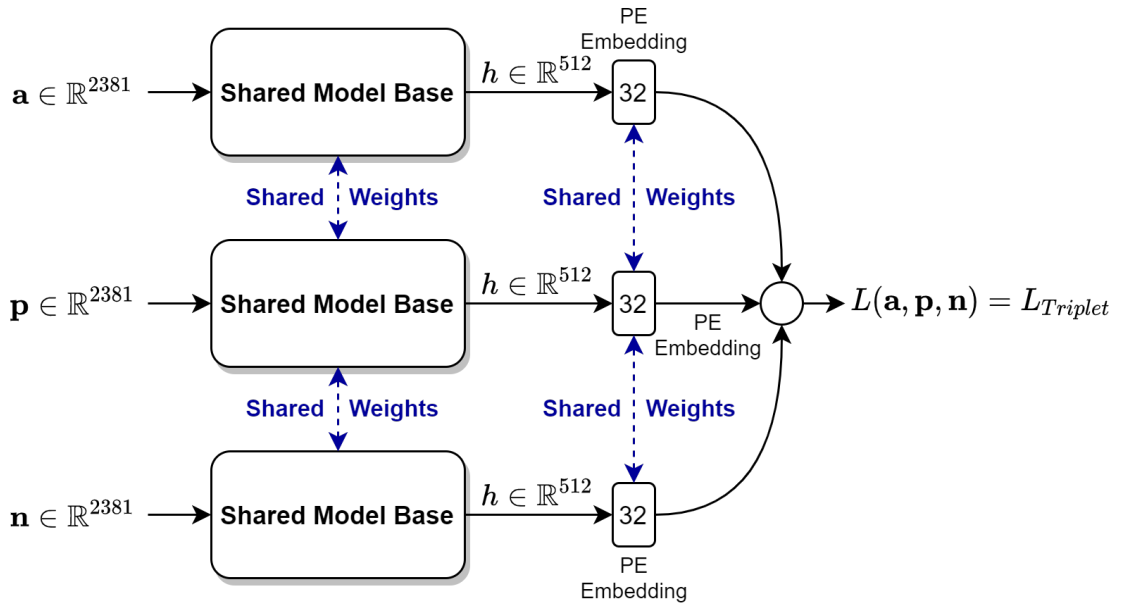 PE
Embedding
𝐚 ∈ ℝ^2381
Shared Model Base
h ∈ ℝ^512
32
Shared Weights
Shared Weights
𝐩 ∈ ℝ^2381
Shared Model Base
h ∈ ℝ^512
32
PE
Embedding
L(𝐚, 𝐩, 𝐧) = L_Triplet
Shared Weights
Shared Weights
𝐧 ∈ ℝ^2381
Shared Model Base
h ∈ ℝ^512
32
PE
Embedding